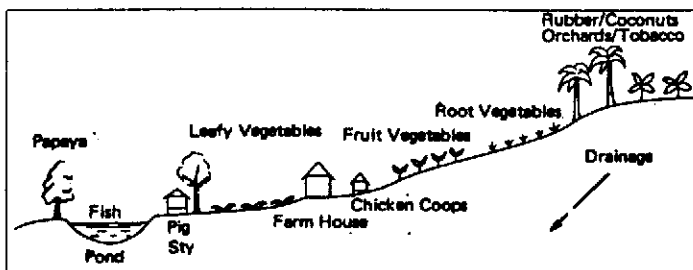 Rubber/Coconuts
Orchards/Tobacco
Root Vegetables
Fruit Vegetables
Leafy Vegetables
Papaya
Drainage
Fish
Pig
Sty
Farm House
Chicken Coops
Pond